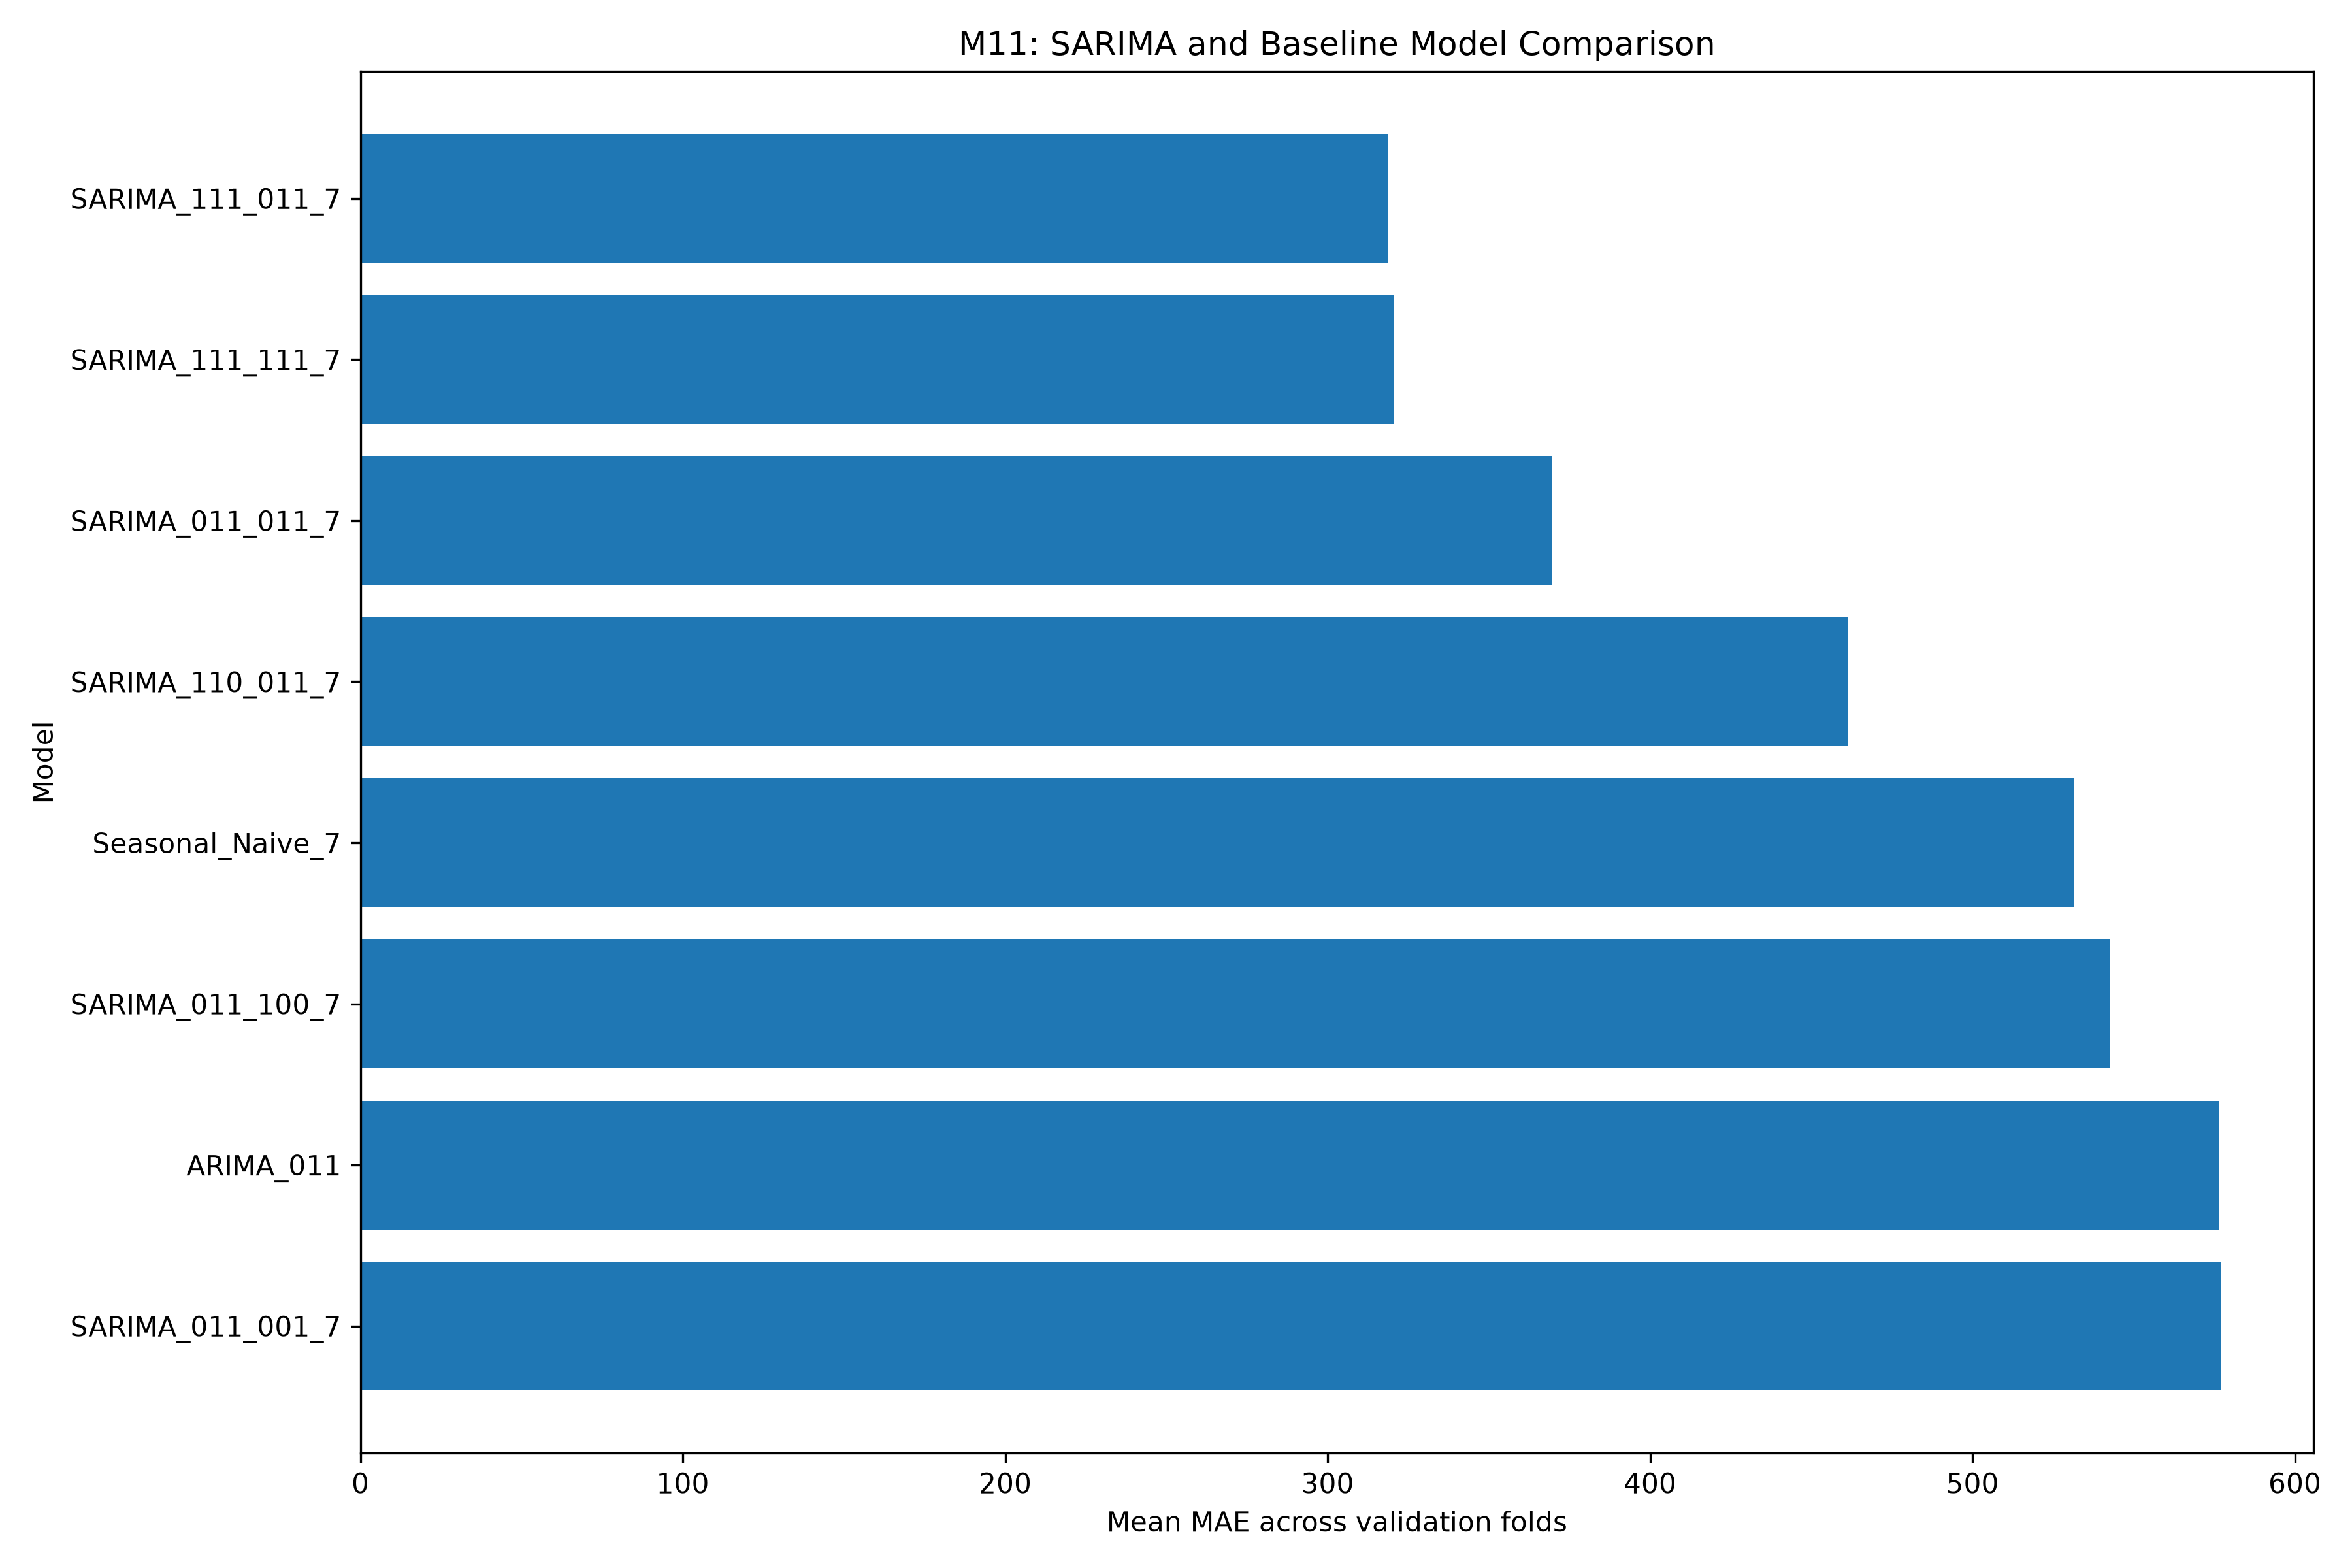 M11: SARIMA and Baseline Model Comparison
SARIMA_111_011_7
SARIMA_111_111_7
SARIMA_011_011_7
SARIMA_110_011_7
Seasonal_Naive_7
SARIMA_011_100_7
ARIMA_011
SARIMA_011_001_7
Model
0 100 200 300 400 500 600
Mean MAE across validation folds